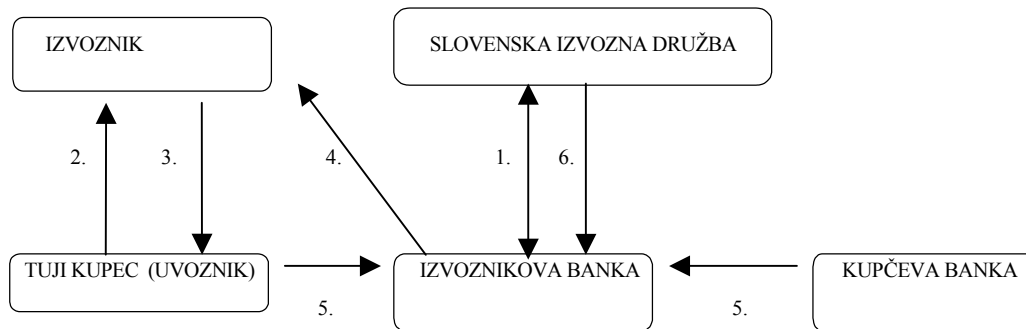 IZVOZNIK
SLOVENSKA IZVOZNA DRUŽBA
2.
3.
4.
1.
6.
TUJI KUPEC (UVOZNIK)
IZVOZNIKOVA BANKA
KUPČEVA BANKA
5.
5.